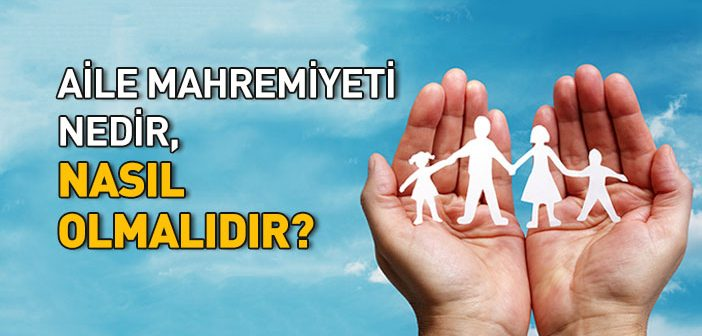 AİLE MAHREMİYETİ
NEDİR,
NASIL
OLMALIDIR?